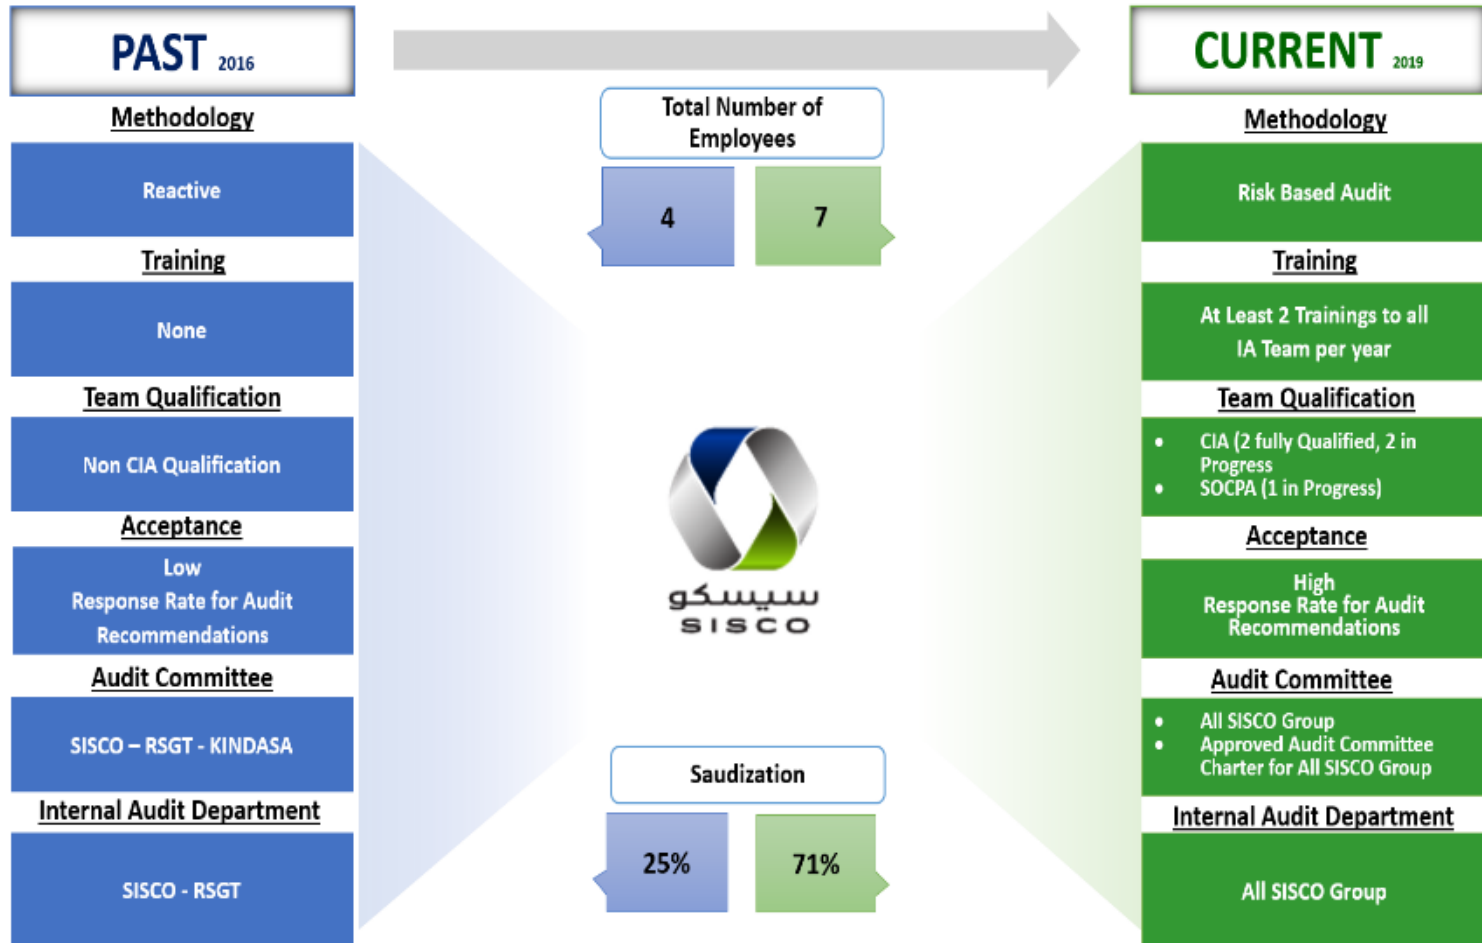 PAST 2016
Methodology
Reactive
Training
None
Team Qualification
Non CIA Qualification
Acceptance
Low
Response Rate for Audit
Recommendations
Audit Committee
SISCO – RSGT - KINDASA
Internal Audit Department
SISCO - RSGT
Total Number of
Employees
4
7
سيسكو
SISCO
Saudization
25%
71%
CURRENT 2019
Methodology
Risk Based Audit
Training
At Least 2 Trainings to all
IA Team per year
Team Qualification
• CIA (2 fully Qualified, 2 in
Progress
• SOCPA (1 in Progress)
Acceptance
High
Response Rate for Audit
Recommendations
Audit Committee
• All SISCO Group
• Approved Audit Committee
Charter for All SISCO Group
Internal Audit Department
All SISCO Group